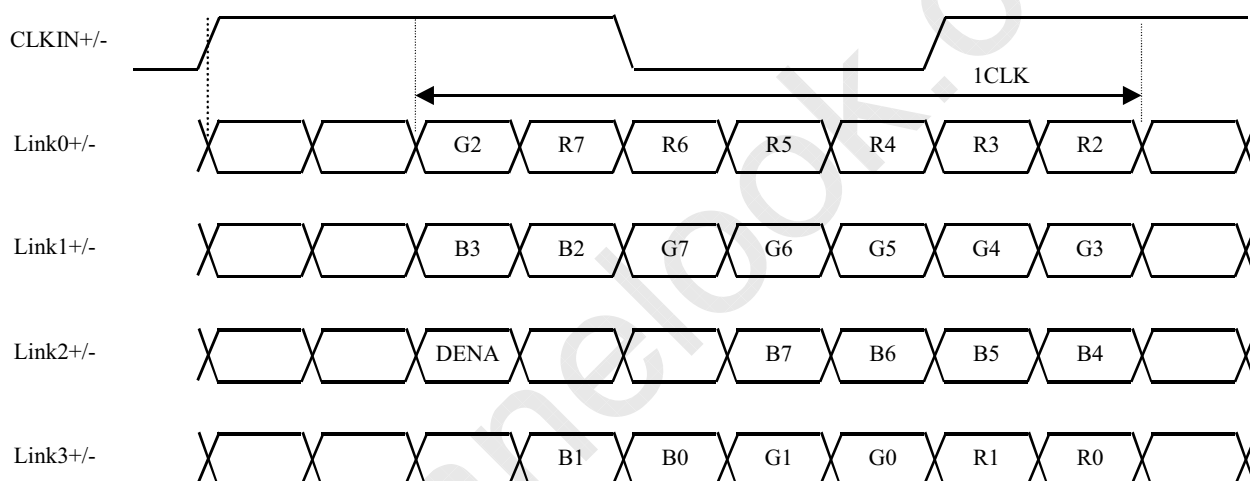 CLKIN+/-
1CLK
Link0+/- G2 R7 R6 R5 R4 R3 R2
Link1+/- B3 B2 G7 G6 G5 G4 G3
Link2+/- DENA B7 B6 B5 B4
Link3+/- B1 B0 G1 G0 R1 R0